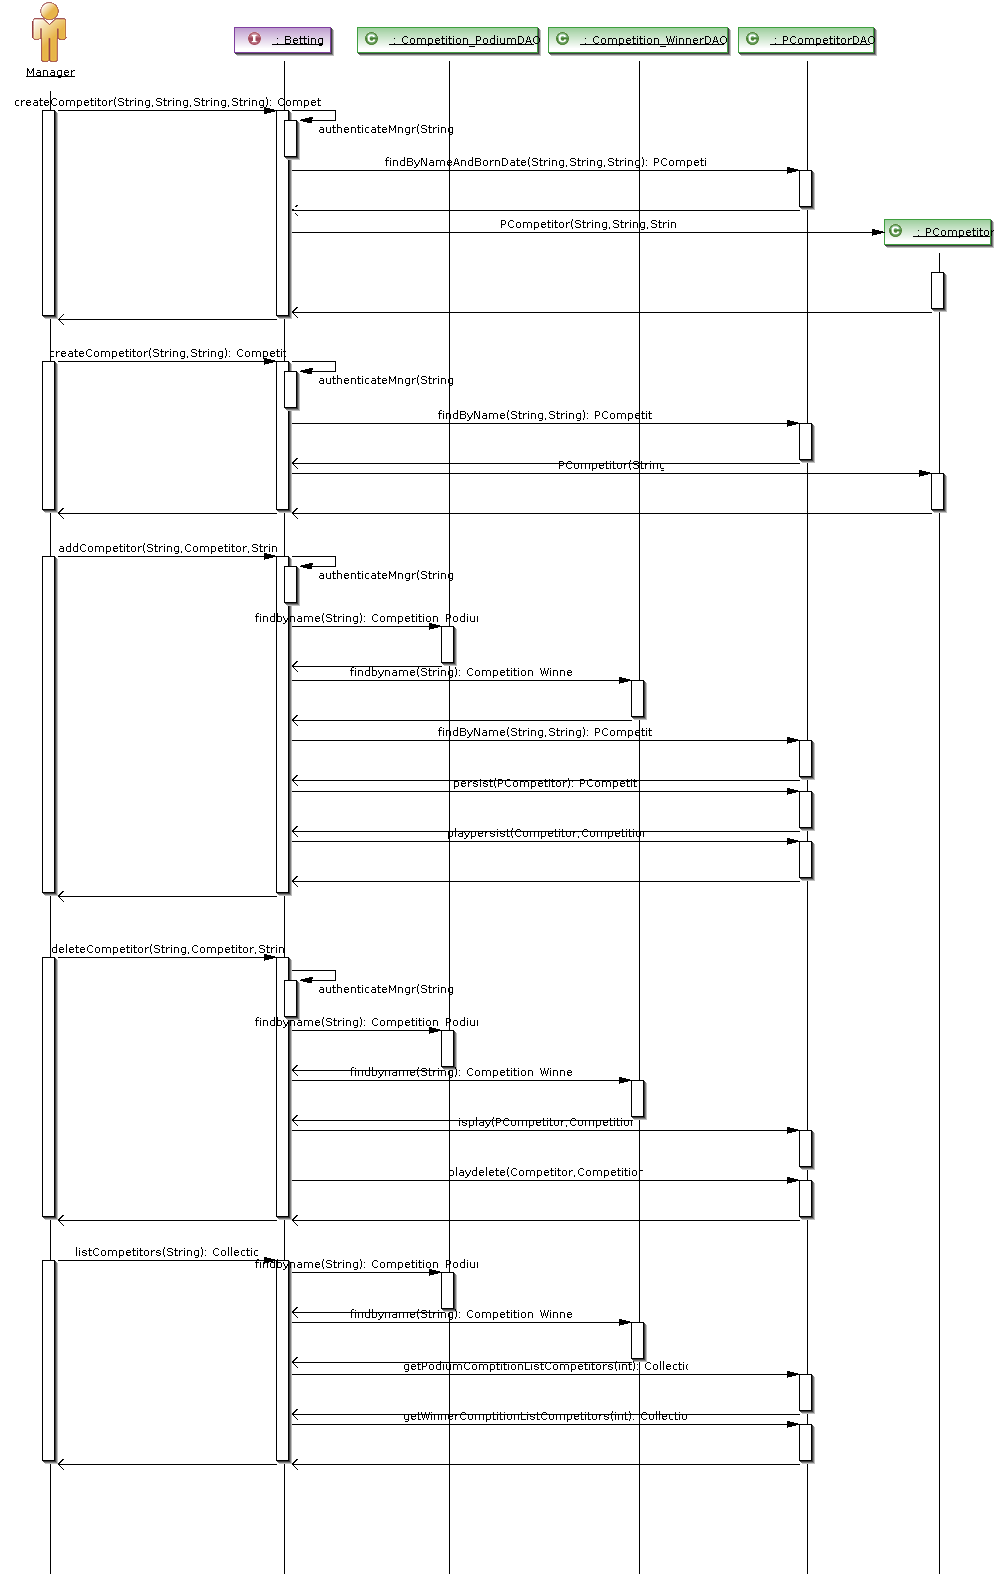 : Betting
: Competition_PodiumDAO
: Competition_WinnerDAO
: PCompetitorDAO
Manager
createCompetitor(String,String,String,String): Compet
authenticateMngr(String
findByNameAndBornDate(String,String,String): PCompeti
PCompetitor(String,String,Strin
: PCompetitor
createCompetitor(String,String): Competit
authenticateMngr(String
findByName(String,String): PCompetit
PCompetitor(String
addCompetitor(String,Competitor,Strin
authenticateMngr(String
findbyname(String): Competition_Podiu
findbyname(String): Competition_Winne
findByName(String,String): PCompetit
persist(PCompetitor): PCompetit
playpersist(Competitor,Competition
deleteCompetitor(String,Competitor,Strin
authenticateMngr(String
findbyname(String): Competition_Podiu
findbyname(String): Competition_Winne
isplay(PCompetitor,Competition
playdelete(Competitor,Competition
listCompetitors(String): Collectio
findbyname(String): Competition_Podiu
findbyname(String): Competition_Winne
getPodiumComptitionListCompetitors(int): Collectio
getWinnerComptitionListCompetitors(int): Collectio